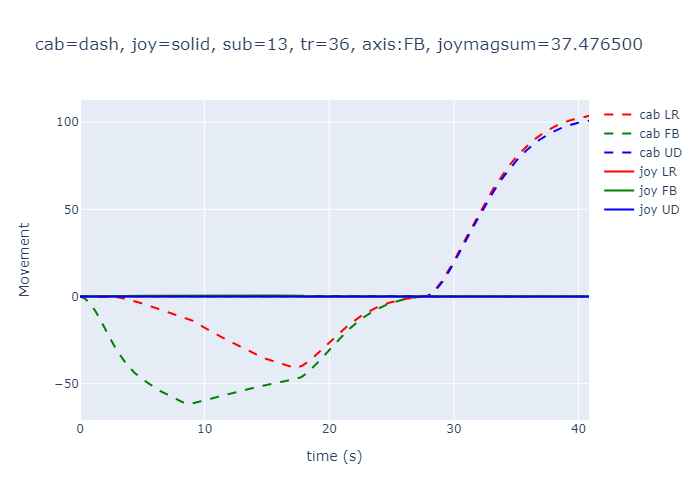 cab=dash, joy=solid, sub=13, tr=36, axis:FB, joymagsum=37.476500
cab LR
cab FB
cab UD
joy LR
joy FB
joy UD
Movement
100
50
0
−50
0 10 20 30 40
time (s)